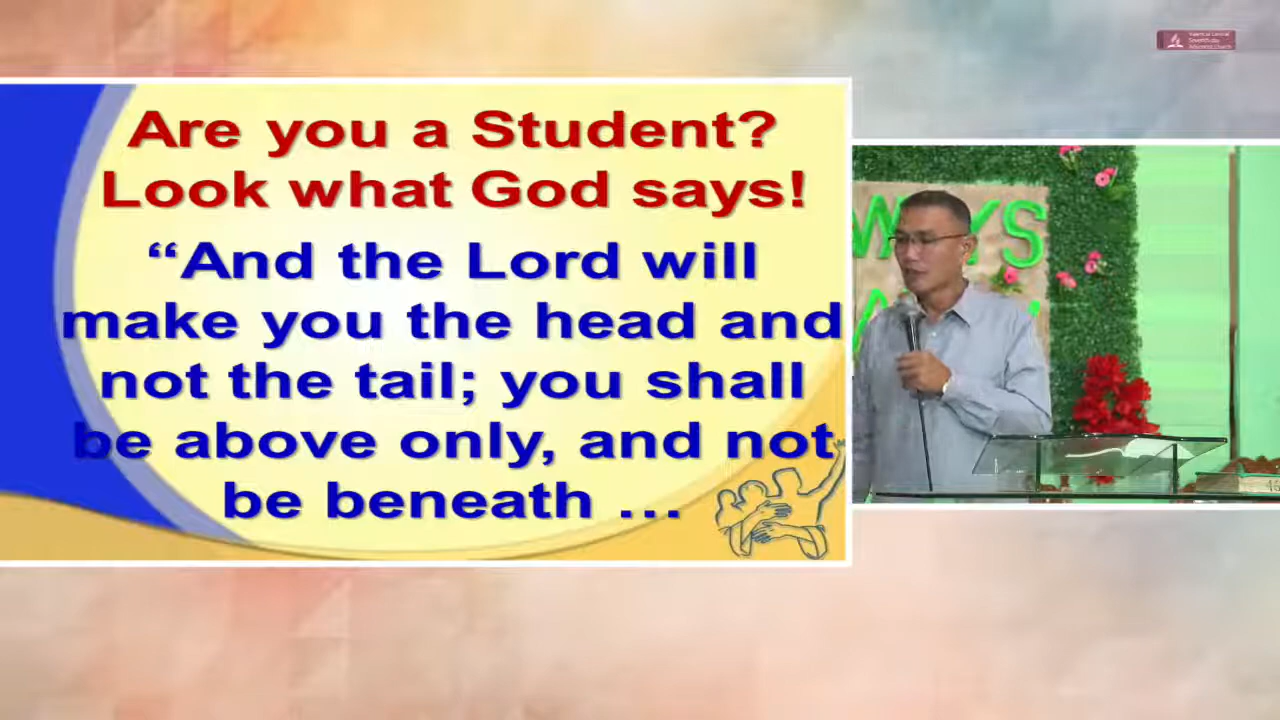 Are you a Student?
Look what God says!
“And the Lord will
make you the head and
not the tail; you shall
be above only, and not
be beneath ...